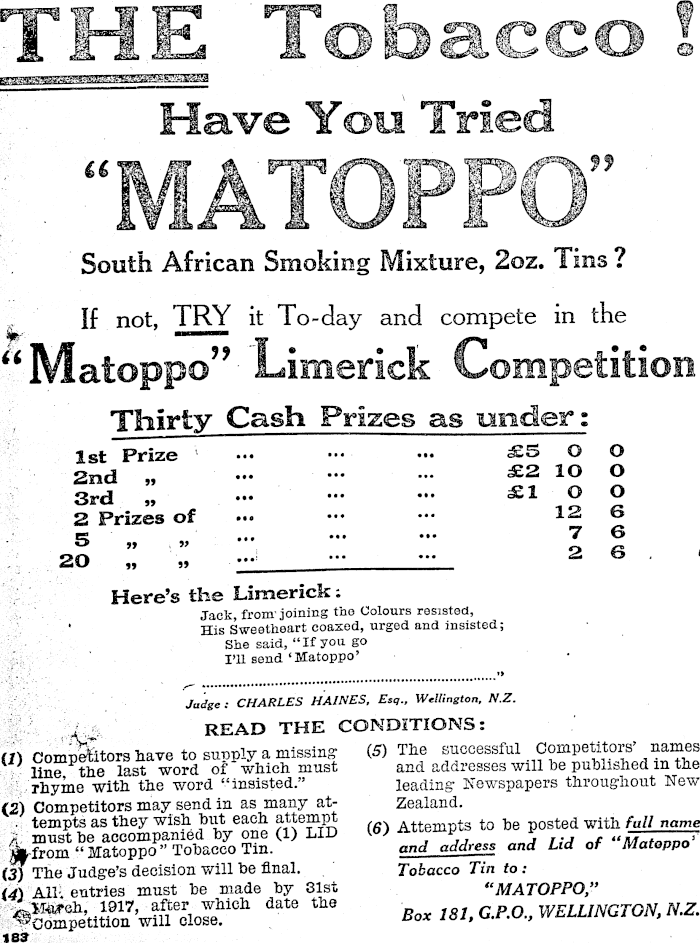 THE Tobacco!
Have You Tried
"MATOPPO"
South African Smoking Mixture, 2oz. Tins?
If not, TRY it To-day and compete in the
"Matoppo" Limerick Competition
Thirty Cash Prizes as under:
1st Prize ... ... ... £5 0 0
2nd „ ... ... ... £2 10 0
3rd „ ... ... ... £1 0 0
2 Prizes of ... ... ... 12 6
5 „ „ ... ... ... 7 6
20 „ „ ... ... ... 2 6
Here's the Limerick:
Jack, from joining the Colours resisted,
His Sweetheart coaxed, urged and insisted;
She said, "If you go
I'll send 'Matoppo'
............................................................"
Judge: CHARLES HAINES, Esq., Wellington, N.Z.
READ THE CONDITIONS:
(1) Competitors have to supply a missing
line, the last word of which must
rhyme with the word "insisted."
(2) Competitors may send in as many at-
tempts as they wish but each attempt
must be accompanied by one (1) LID
from "Matoppo" Tobacco Tin.
(3) The Judge's decision will be final.
(4) All entries must be made by 31st
March, 1917, after which date the
Competition will close.
(5) The successful Competitors' names
and addresses will be published in the
leading Newspapers throughout New
Zealand.
(6) Attempts to be posted with full name
and address and Lid of "Matoppo'
Tobacco Tin to:
"MATOPPO,"
Box 181, G.P.O., WELLINGTON, N.Z.
183